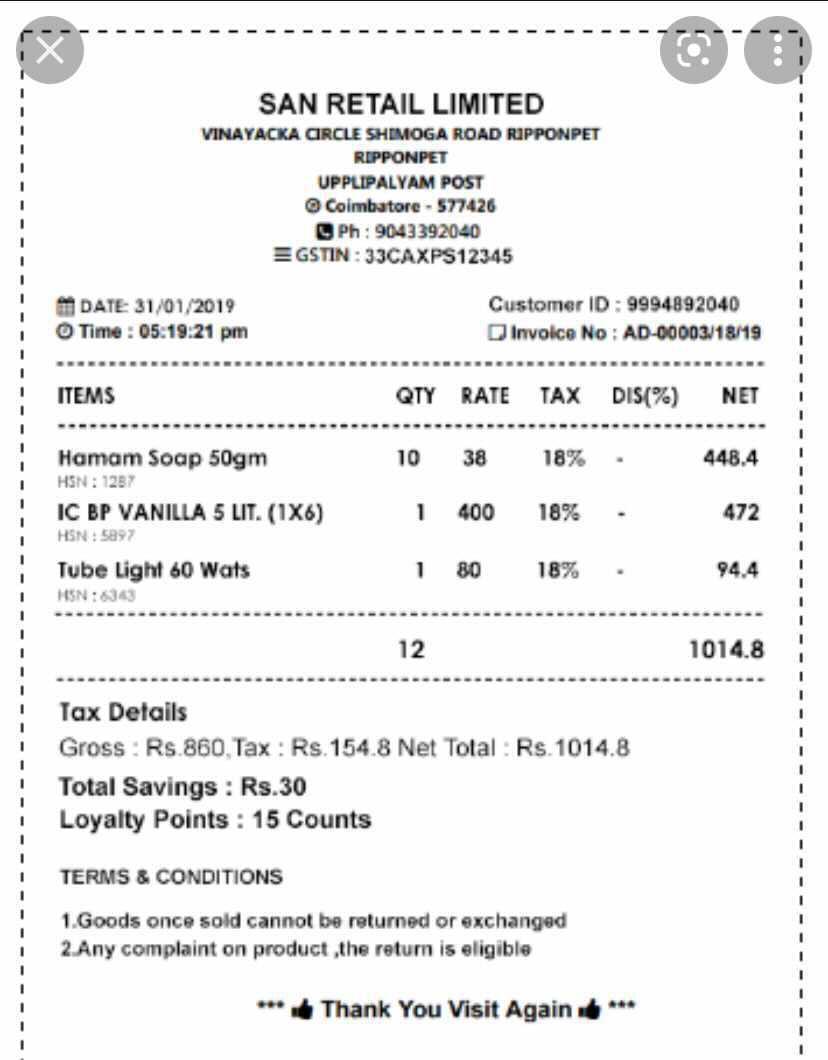 SAN RETAIL LIMITED
VINAYACKA CIRCLE SHIMOGA ROAD RIPPONPET
RIPPONPET
UPPLIPALYAM POST
Coimbatore - 577426
Ph : 9043392040
GSTIN : 33CAXPS12345
DATE: 31/01/2019 Customer ID : 9994892040
Time : 05:19:21 pm Invoice No : AD-00003/18/19
ITEMS QTY RATE TAX DIS(%) NET
Hamam Soap 50gm 10 38 18% - 448.4
HSN : 1287
IC BP VANILLA 5 LIT. (1X6) 1 400 18% - 472
HSN : 5897
Tube Light 60 Wats 1 80 18% - 94.4
HSN : 6343
12 1014.8
Tax Details
Gross : Rs.860,Tax : Rs.154.8 Net Total : Rs.1014.8
Total Savings : Rs.30
Loyalty Points : 15 Counts
TERMS & CONDITIONS
1.Goods once sold cannot be returned or exchanged
2.Any complaint on product ,the return is eligible
*** Thank You Visit Again ***